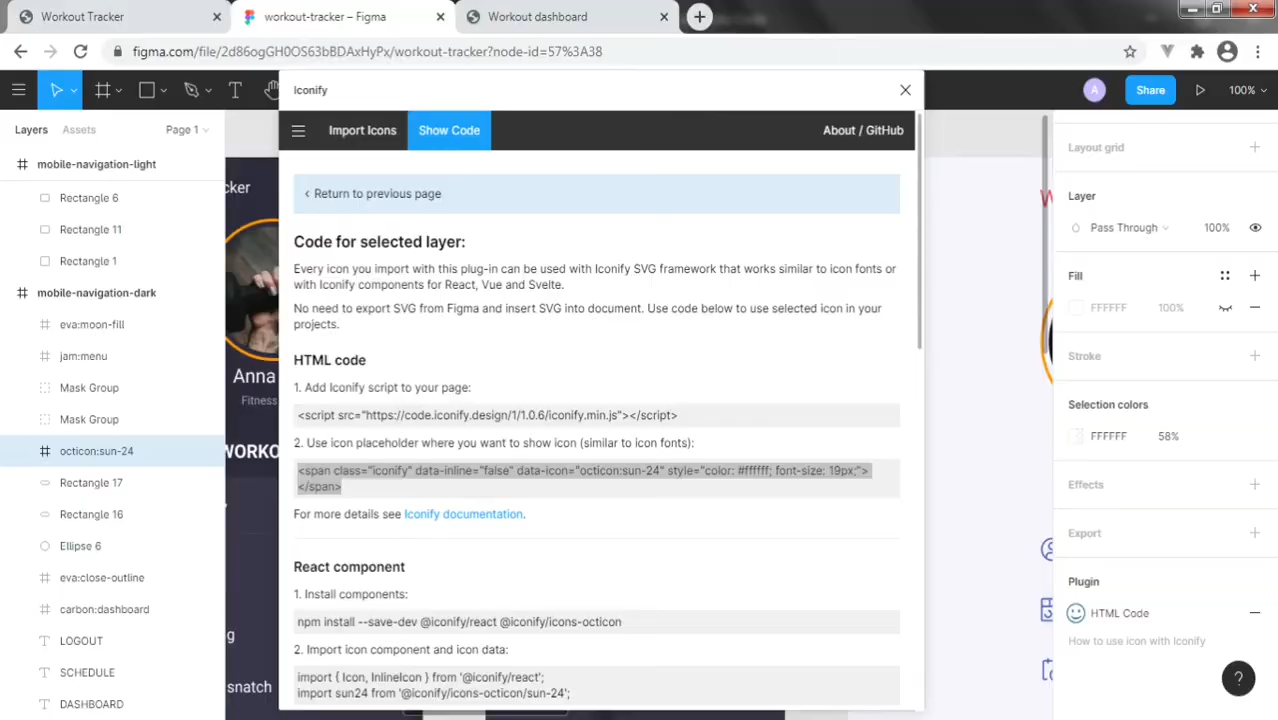 Workout Tracker
workout-tracker – Figma
Workout dashboard
figma.com/file/2d86ogGH0OS63bBDAxHyPx/workout-tracker?node-id=57%3A38
A
Share
100%
Layers
Assets
Page 1
Iconify
Import Icons
Show Code
About / GitHub
mobile-navigation-light
Rectangle 6
Rectangle 11
Rectangle 1
mobile-navigation-dark
eva:moon-fill
jam:menu
Mask Group
Mask Group
octicon:sun-24
Rectangle 17
Rectangle 16
Ellipse 6
eva:close-outline
carbon:dashboard
LOGOUT
SCHEDULE
DASHBOARD
cker
Anna
Fitness
WORKO
g
snatch
‹ Return to previous page
Code for selected layer:
Every icon you import with this plug-in can be used with Iconify SVG framework that works similar to icon fonts or
with Iconify components for React, Vue and Svelte.
No need to export SVG from Figma and insert SVG into document. Use code below to use selected icon in your
projects.
HTML code
1. Add Iconify script to your page:
<script src="https://code.iconify.design/1/1.0.6/iconify.min.js"></script>
2. Use icon placeholder where you want to show icon (similar to icon fonts):
<span class="iconify" data-inline="false" data-icon="octicon:sun-24" style="color: #ffffff; font-size: 19px;">
</span>
For more details see Iconify documentation.
React component
1. Install components:
npm install --save-dev @iconify/react @iconify/icons-octicon
2. Import icon component and icon data:
import { Icon, InlineIcon } from '@iconify/react';
import sun24 from '@iconify/icons-octicon/sun-24';
W
Layout grid
Layer
Pass Through
100%
Fill
FFFFFF
100%
Stroke
Selection colors
FFFFFF
58%
Effects
Export
Plugin
HTML Code
How to use icon with Iconify
?